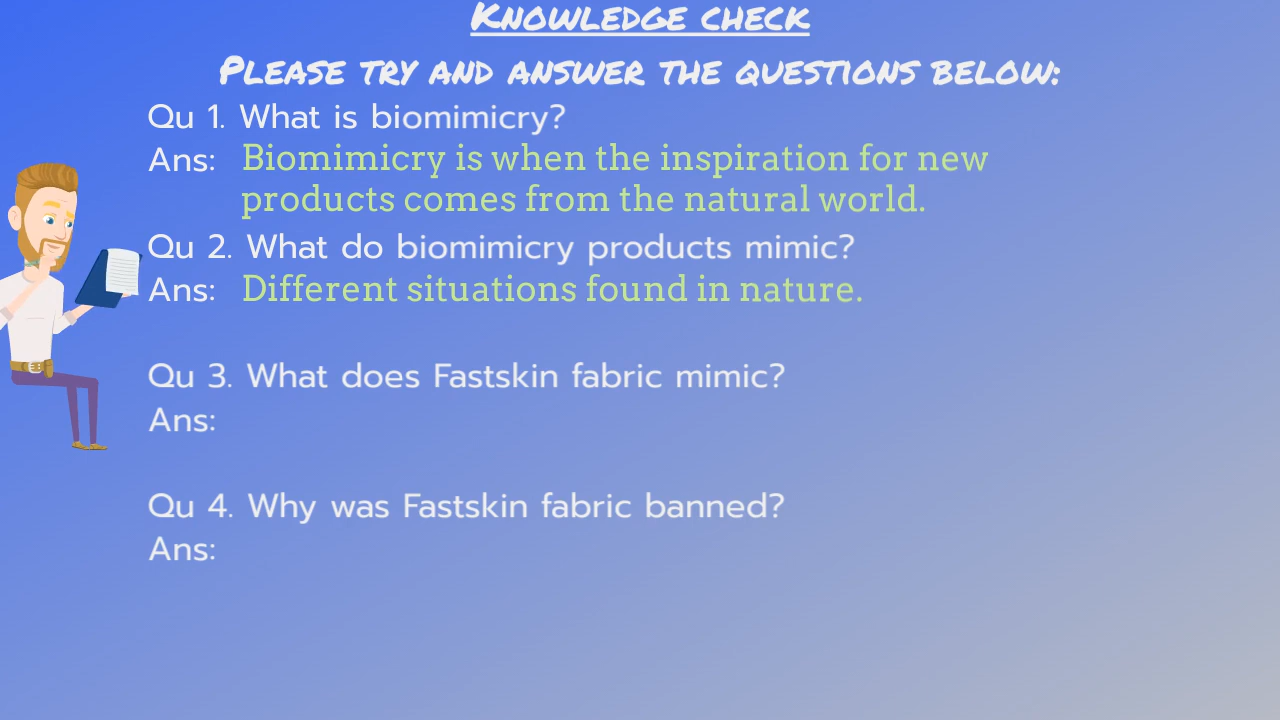 Knowledge check
Please try and answer the questions below:
Qu 1. What is biomimicry?
Ans: Biomimicry is when the inspiration for new
products comes from the natural world.
Qu 2. What do biomimicry products mimic?
Ans: Different situations found in nature.
Qu 3. What does Fastskin fabric mimic?
Ans:
Qu 4. Why was Fastskin fabric banned?
Ans: